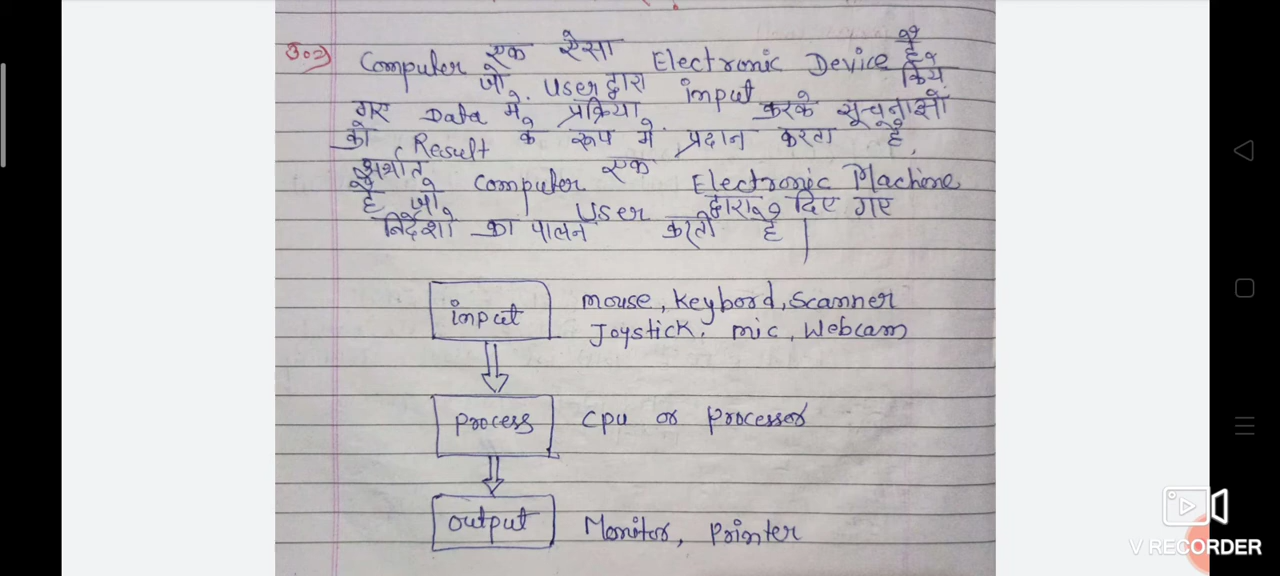 उ०⇒ Computer एक ऐसा Electronic Device है
जो User द्वारा input किये
गए Data में प्रक्रिया करके सूचनाओं
को Result के रूप में प्रदान करता है,
अर्थात Computer एक Electronic Machine
है जो User द्वारा दिए गए
निर्देशों का पालन करती है |
input mouse, Keybord, Scanner
Joystick, mic, Webcam
process CPU or processor
output Monitor, Printer
V RECORDER